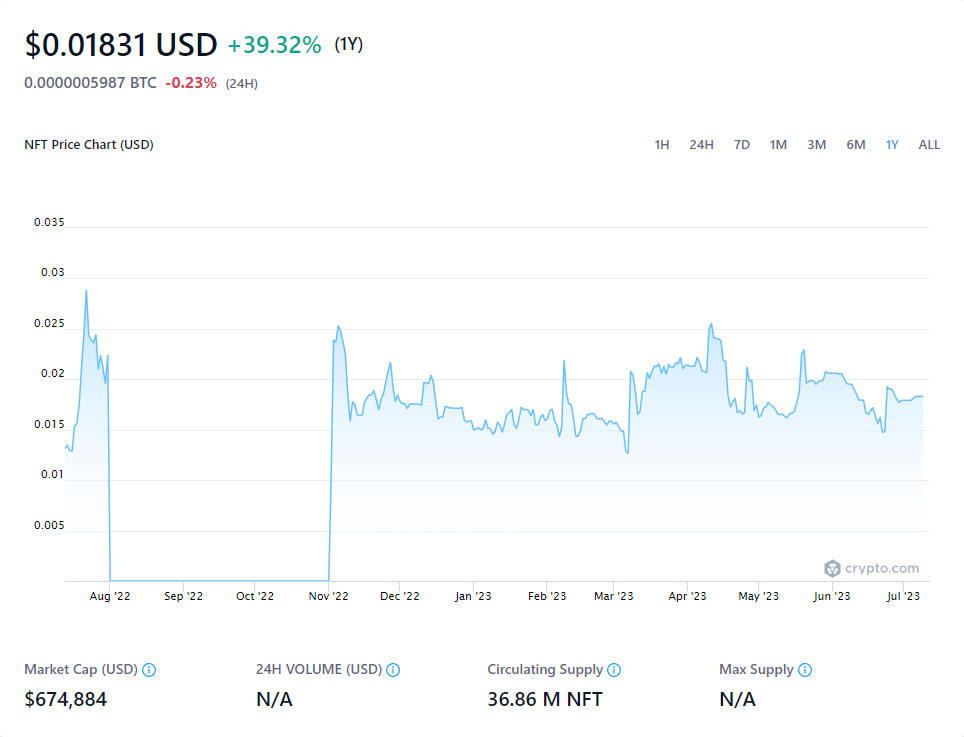 $0.01831 USD +39.32% (1Y)
0.0000005987 BTC -0.23% (24H)
NFT Price Chart (USD) 1H 24H 7D 1M 3M 6M 1Y ALL
0.035
0.03
0.025
0.02
0.015
0.01
0.005
crypto.com
Aug '22 Sep '22 Oct '22 Nov '22 Dec '22 Jan '23 Feb '23 Mar '23 Apr '23 May '23 Jun '23 Jul '23
Market Cap (USD) 24H VOLUME (USD) Circulating Supply Max Supply
$674,884 N/A 36.86 M NFT N/A